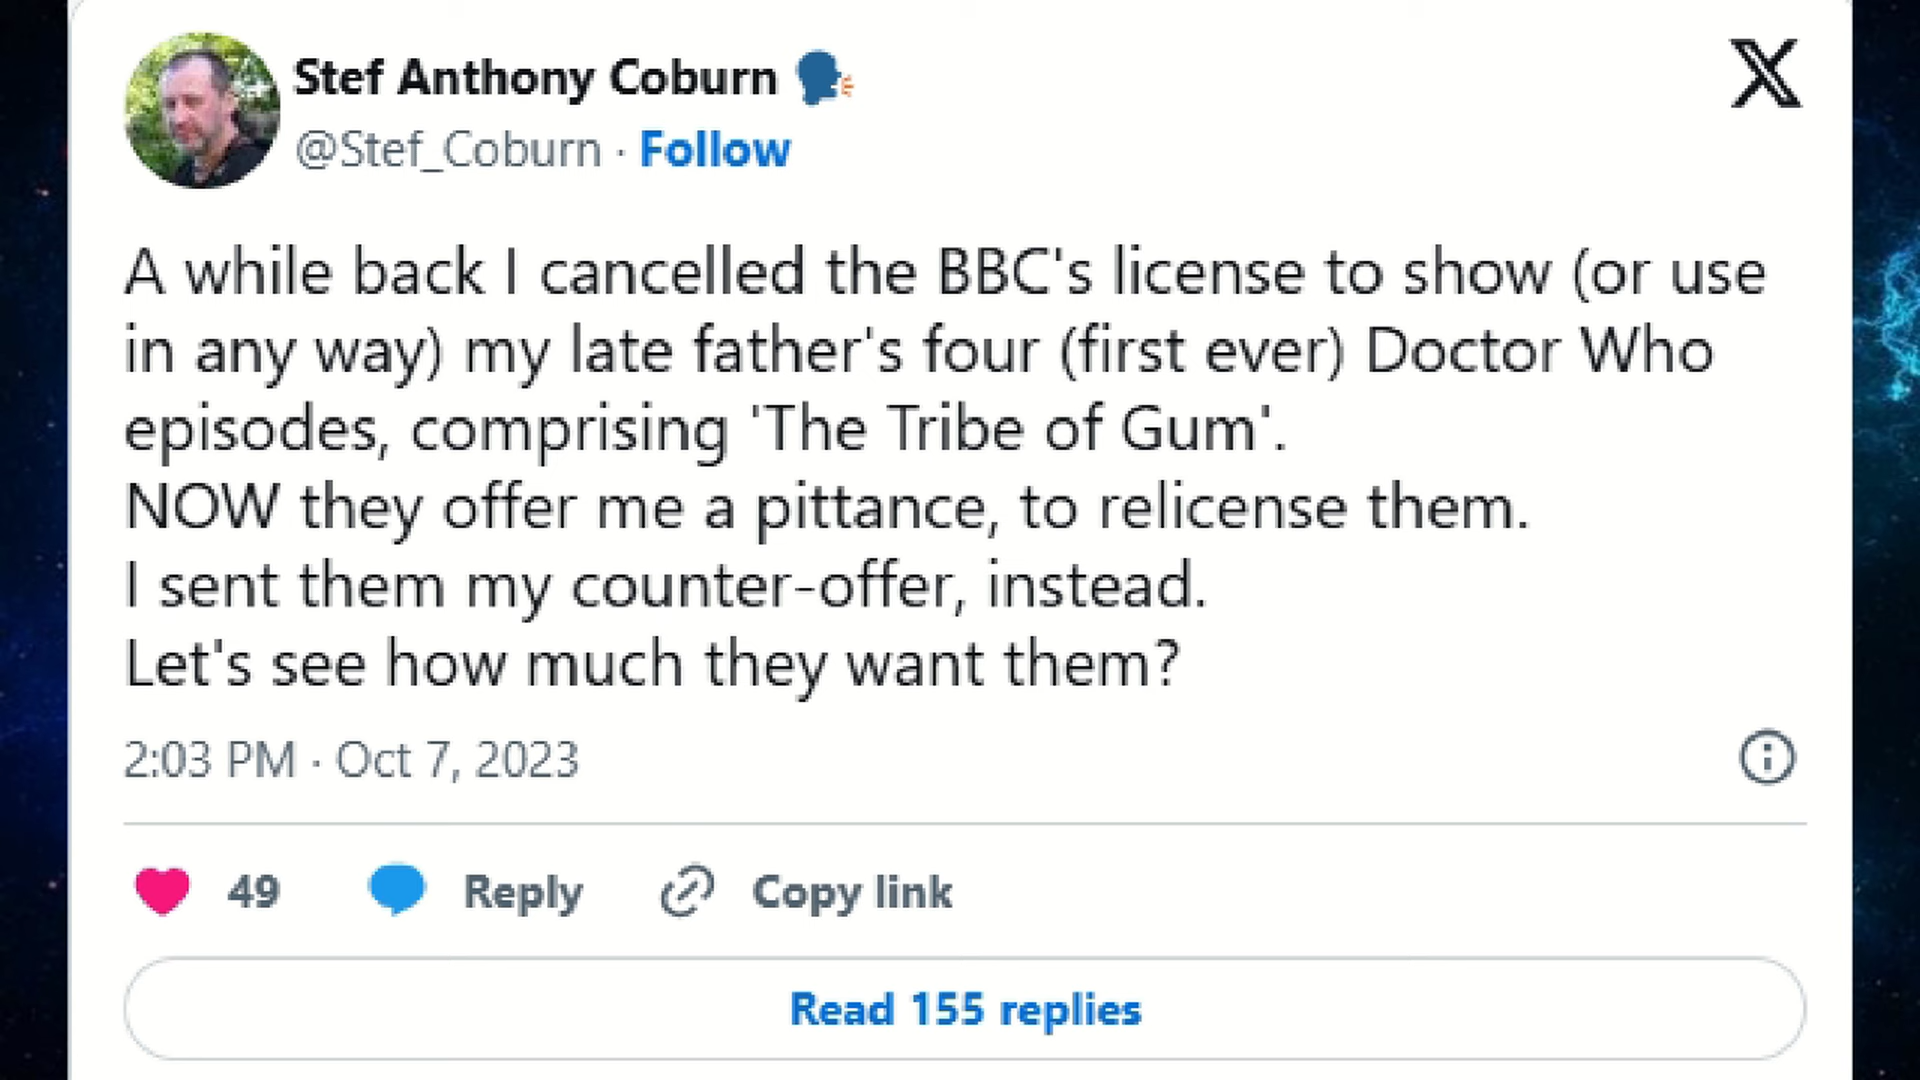 Stef Anthony Coburn
@Stef_Coburn · Follow
A while back I cancelled the BBC's license to show (or use
in any way) my late father's four (first ever) Doctor Who
episodes, comprising 'The Tribe of Gum'.
NOW they offer me a pittance, to relicense them.
I sent them my counter-offer, instead.
Let's see how much they want them?
2:03 PM · Oct 7, 2023
49 Reply Copy link
Read 155 replies